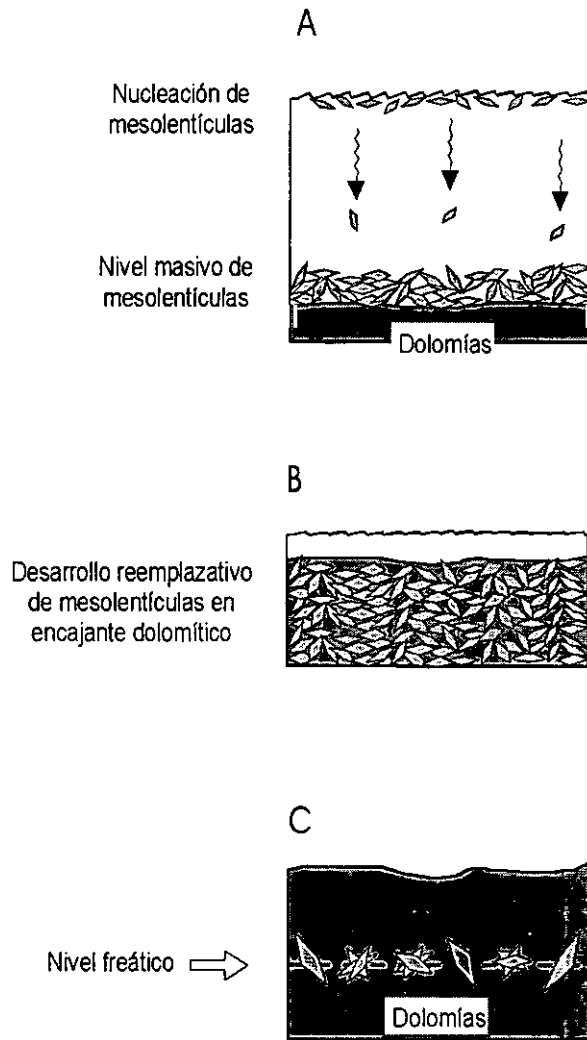 A
Nucleación de
mesolentículas
Nivel masivo de
mesolentículas
Dolomías
B
Desarrollo reemplazativo
de mesolentículas en
encajante dolomítico
C
Nivel freático
Dolomías